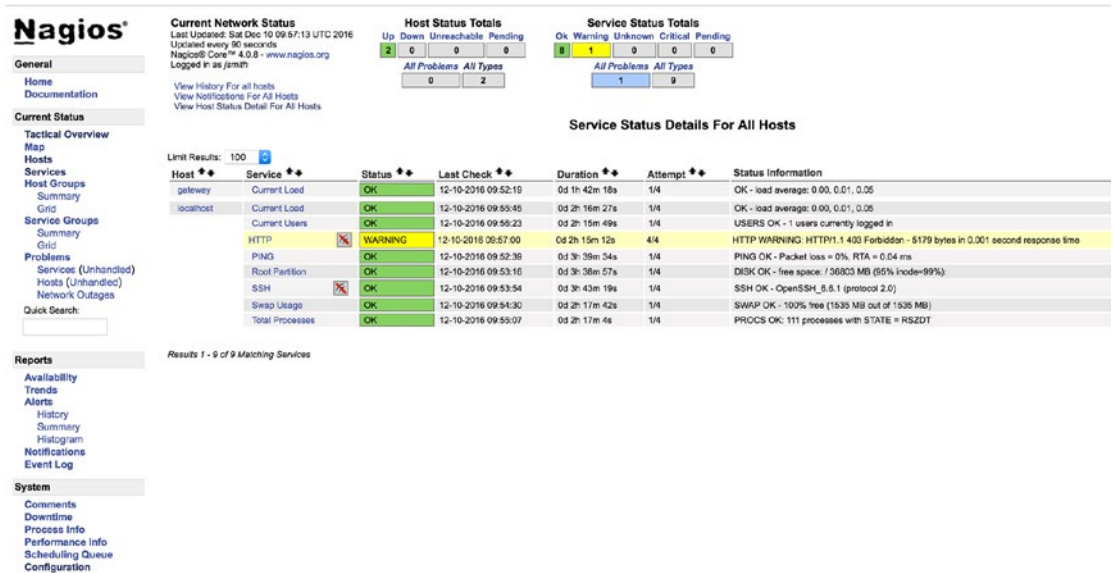 Nagios®
General
Home
Documentation
Current Status
Tactical Overview
Map
Hosts
Services
Host Groups
Summary
Grid
Service Groups
Summary
Grid
Problems
Services (Unhandled)
Hosts (Unhandled)
Network Outages
Quick Search:
Reports
Availability
Trends
Alerts
History
Summary
Histogram
Notifications
Event Log
System
Comments
Downtime
Process Info
Performance Info
Scheduling Queue
Configuration
Current Network Status
Last Updated: Sat Dec 10 09:57:13 UTC 2016
Updated every 90 seconds
Nagios® Core™ 4.0.8 - www.nagios.org
Logged in as jsmith
View History For all hosts
View Notifications For All Hosts
View Host Status Detail For All Hosts
Host Status Totals
Up Down Unreachable Pending
2 0 0 0
All Problems All Types
0 2
Service Status Totals
Ok Warning Unknown Critical Pending
8 1 0 0 0
All Problems All Types
1 9
Service Status Details For All Hosts
Limit Results: 100
Host Service Status Last Check Duration Attempt Status Information
gatewey Current Load OK 12-10-2016 09:52:19 0d 1h 42m 18s 1/4 OK - load average: 0.00, 0.01, 0.05
localhost Current Load OK 12-10-2016 09:55:45 0d 2h 16m 27s 1/4 OK - load average: 0.00, 0.01, 0.05
Current Users OK 12-10-2016 09:56:23 0d 2h 15m 49s 1/4 USERS OK - 1 users currently logged in
HTTP WARNING 12-10-2016 09:57:00 0d 2h 15m 12s 4/4 HTTP WARNING: HTTP/1.1 403 Forbidden - 5179 bytes in 0.001 second response time
PING OK 12-10-2016 09:52:39 0d 3h 39m 34s 1/4 PING OK - Packet loss = 0%, RTA = 0.04 ms
Root Partition OK 12-10-2016 09:53:16 0d 3h 38m 57s 1/4 DISK OK - free space: / 36803 MB (95% inode=99%):
SSH OK 12-10-2016 09:53:54 0d 3h 43m 19s 1/4 SSH OK - OpenSSH_6.6.1 (protocol 2.0)
Swap Usage OK 12-10-2016 09:54:30 0d 2h 17m 42s 1/4 SWAP OK - 100% free (1535 MB out of 1535 MB)
Total Processes OK 12-10-2016 09:55:07 0d 2h 17m 4s 1/4 PROCS OK: 111 processes with STATE = RSZDT
Results 1 - 9 of 9 Matching Services